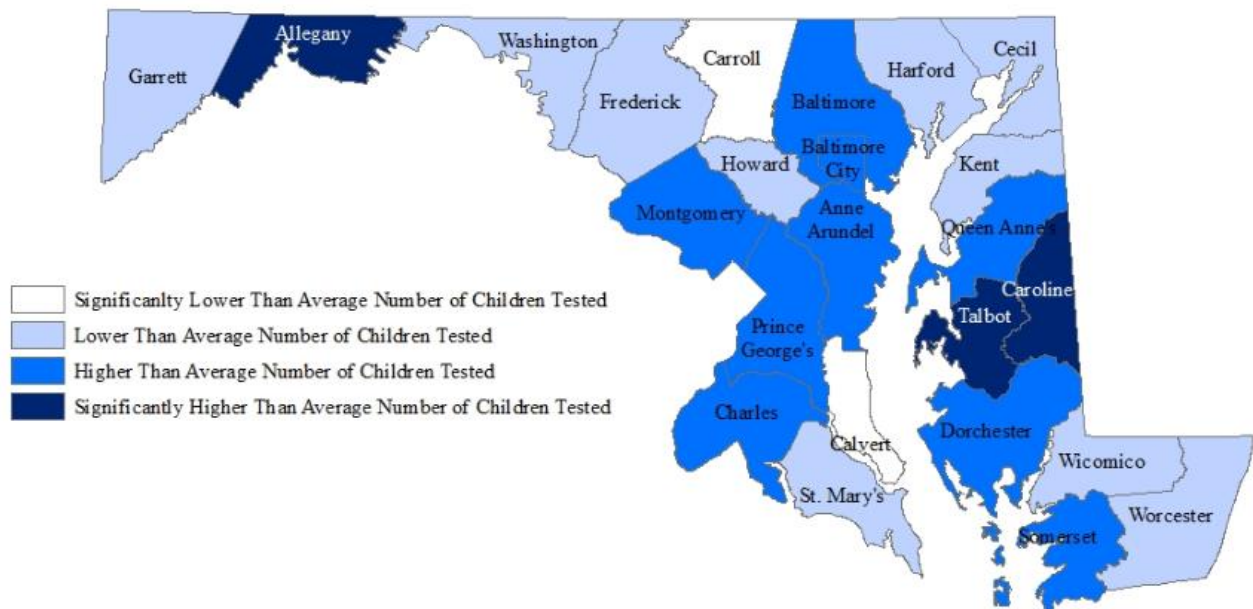 Allegany
Washington
Carroll
Cecil
Garrett
Harford
Frederick
Baltimore
Baltimore
City
Howard
Kent
Montgomery
Anne
Arundel
Queen Anne's
Caroline
Talbot
Significanlty Lower Than Average Number of Children Tested
Lower Than Average Number of Children Tested
Higher Than Average Number of Children Tested
Significantly Higher Than Average Number of Children Tested
Prince
George's
Charles
Calvert
Dorchester
Wicomico
St. Mary's
Worcester
Somerset